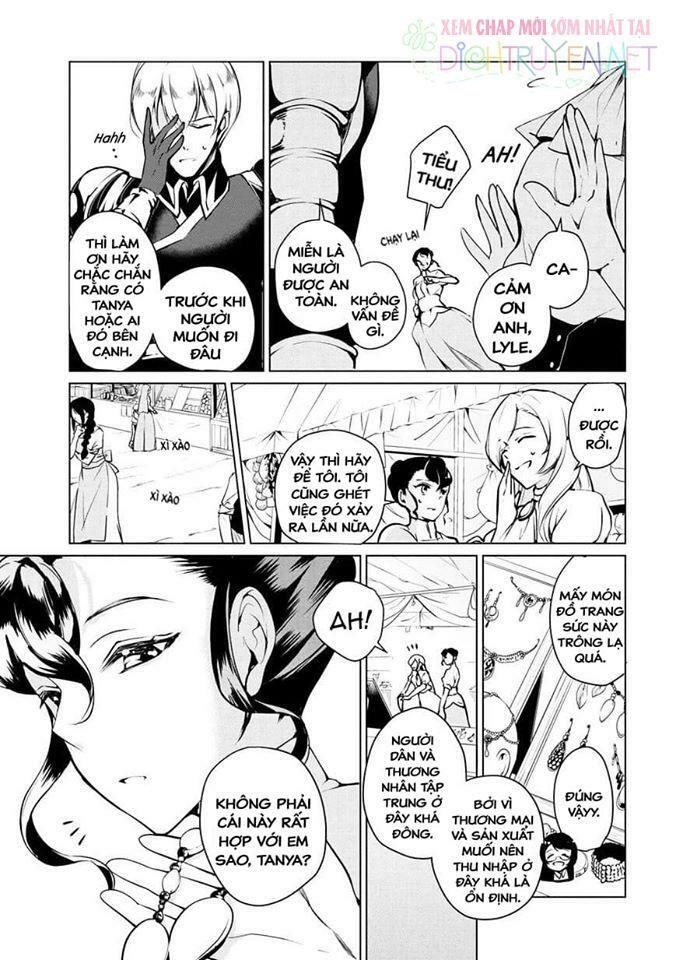 XEM CHAP MỚI SỚM NHẤT TẠI
DICHTRUYEN.NET
AH!
CA-
CẢM
ƠN
ANH,
LYLE.
TIỂU
THƯ!
CHẠY LẠI
KHÔNG
VẤN ĐỀ
GÌ.
MIỄN LÀ
NGƯỜI
ĐƯỢC AN
TOÀN.
Hahh
TRƯỚC KHI
NGƯỜI
MUỐN ĐI
ĐÂU
THÌ LÀM
ƠN HÃY
CHẮC CHẮN
RẰNG CÓ
TANYA
HOẶC AI
ĐÓ BÊN
CẠNH.
...
ĐƯỢC
RỒI.
VẬY THÌ HÃY
ĐỂ TÔI. TÔI
CŨNG GHÉT
VIỆC ĐÓ XẢY
RA LẦN NỮA.
XÌ XÀO
XÌ XÀO
MẤY MÓN
ĐỒ TRANG
SỨC NÀY
TRÔNG LẠ
QUÁ.
ĐÚNG
VẬYY.
BỞI VÌ
THƯƠNG MẠI
VÀ SẢN XUẤT
MUỐI NÊN
THU NHẬP Ở
ĐÂY KHÁ LÀ
ỔN ĐỊNH.
NGƯỜI
DÂN VÀ
THƯƠNG
NHÂN TẬP
TRUNG Ở
ĐÂY KHÁ
ĐÔNG.
AH!
KHÔNG PHẢI
CÁI NÀY RẤT
HỢP VỚI EM
SAO, TANYA?